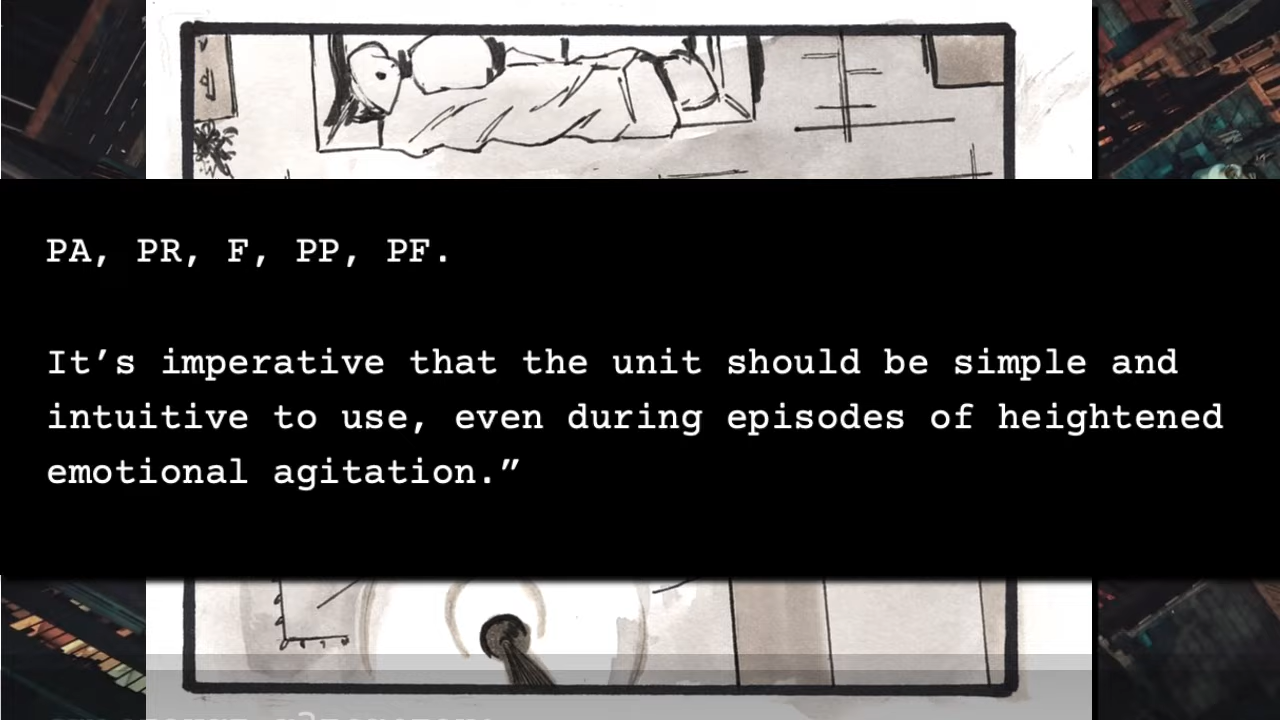 PA, PR, F, PP, PF.
It’s imperative that the unit should be simple and
intuitive to use, even during episodes of heightened
emotional agitation.”